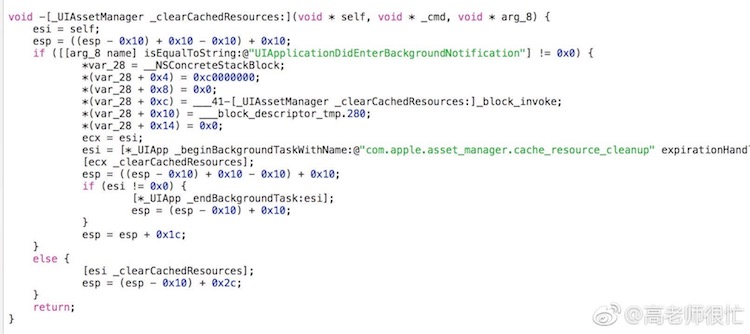 void -[_UIAssetManager _clearCachedResources:](void * self, void * _cmd, void * arg_8) {
esi = self;
esp = ((esp - 0x10) + 0x10 - 0x10) + 0x10;
if ([[arg_8 name] isEqualToString:@"UIApplicationDidEnterBackgroundNotification"] != 0x0) {
*var_28 = __NSConcreteStackBlock;
*(var_28 + 0x4) = 0xc0000000;
*(var_28 + 0x8) = 0x0;
*(var_28 + 0xc) = ___41-[_UIAssetManager _clearCachedResources:]_block_invoke;
*(var_28 + 0x10) = ___block_descriptor_tmp.280;
*(var_28 + 0x14) = 0x0;
ecx = esi;
esi = [*_UIApp _beginBackgroundTaskWithName:@"com.apple.asset_manager.cache_resource_cleanup" expirationHandl
[ecx _clearCachedResources];
esp = ((esp - 0x10) + 0x10 - 0x10) + 0x10;
if (esi != 0x0) {
[*_UIApp _endBackgroundTask:esi];
esp = (esp - 0x10) + 0x10;
}
esp = esp + 0x1c;
}
else {
[esi _clearCachedResources];
esp = (esp - 0x10) + 0x2c;
}
return;
}
@高老师很忙